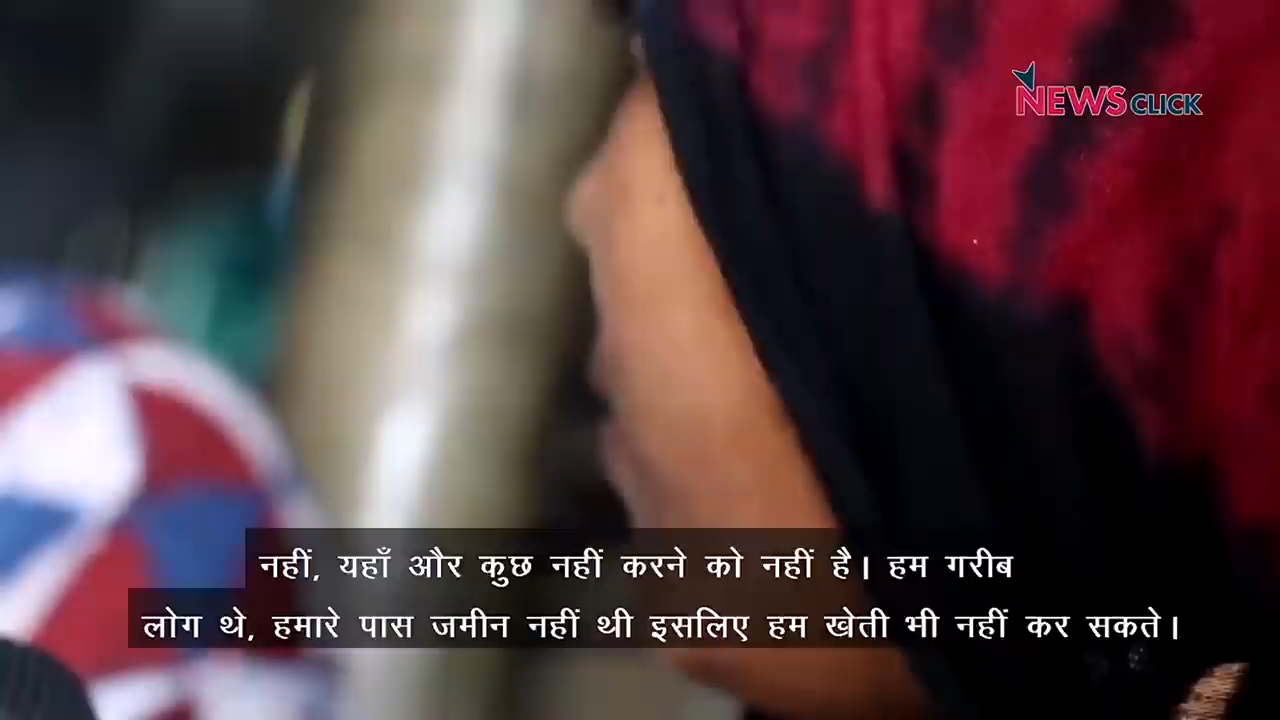 NEWSCLICK
नहीं, यहाँ और कुछ नहीं करने को नहीं है। हम गरीब
लोग थे, हमारे पास जमीन नहीं थी इसलिए हम खेती भी नहीं कर सकते।